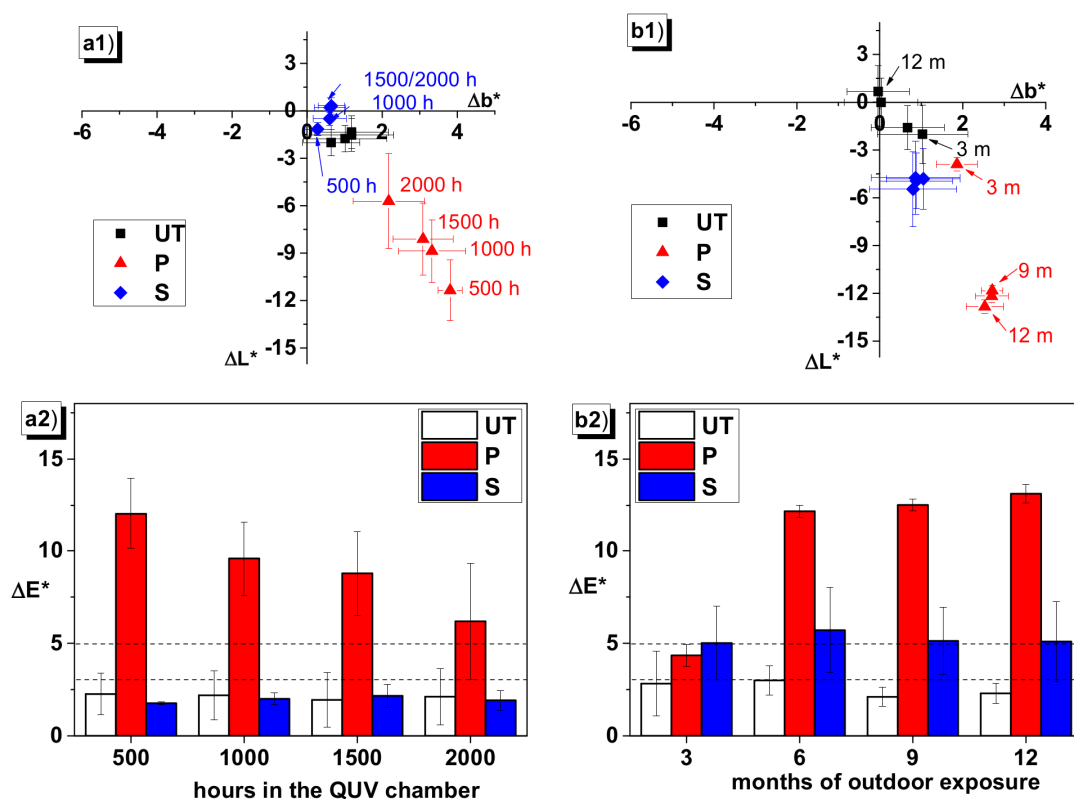 a1)
3
1500/2000 h
1000 h
Δb*
-6 -4 -2 0 0 2 4
-3
500 h
2000 h
-6
1500 h
1000 h
-9
500 h
-12
-15
ΔL*
UT
P
S
b1)
3
12 m
Δb*
-6 -4 -2 0 0 2 4
-3
3 m
3 m
-6
-9
9 m
-12
12 m
-15
ΔL*
UT
P
S
a2)
UT
P
S
15
10
ΔE*
5
0
500 1000 1500 2000
hours in the QUV chamber
b2)
UT
P
S
15
10
ΔE*
5
0
3 6 9 12
months of outdoor exposure